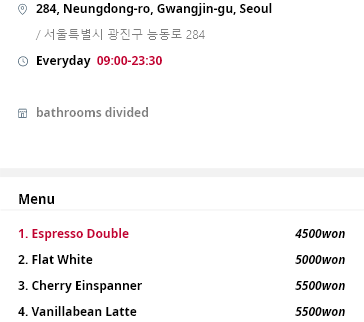 284, Neungdong-ro, Gwangjin-gu, Seoul
/ 서울특별시 광진구 능동로 284
Everyday 09:00-23:30
bathrooms divided
Menu
1. Espresso Double 4500won
2. Flat White 5000won
3. Cherry Einspanner 5500won
4. Vanillabean Latte 5500won